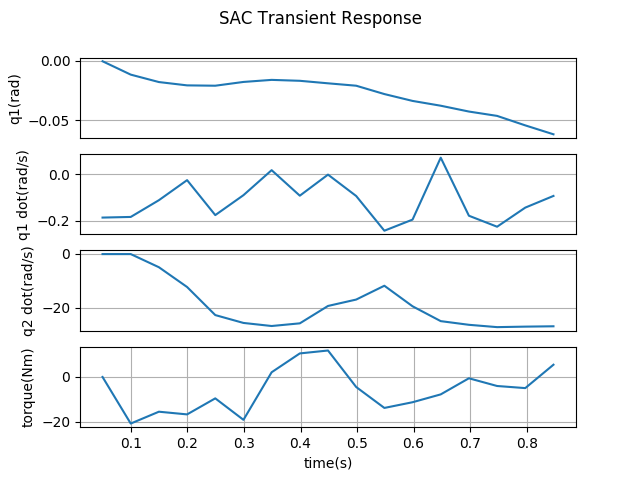 SAC Transient Response
q1(rad)
0.00
−0.05
q1 dot(rad/s)
0.0
−0.2
q2 dot(rad/s)
0
−20
torque(Nm)
0
−20
0.1 0.2 0.3 0.4 0.5 0.6 0.7 0.8
time(s)